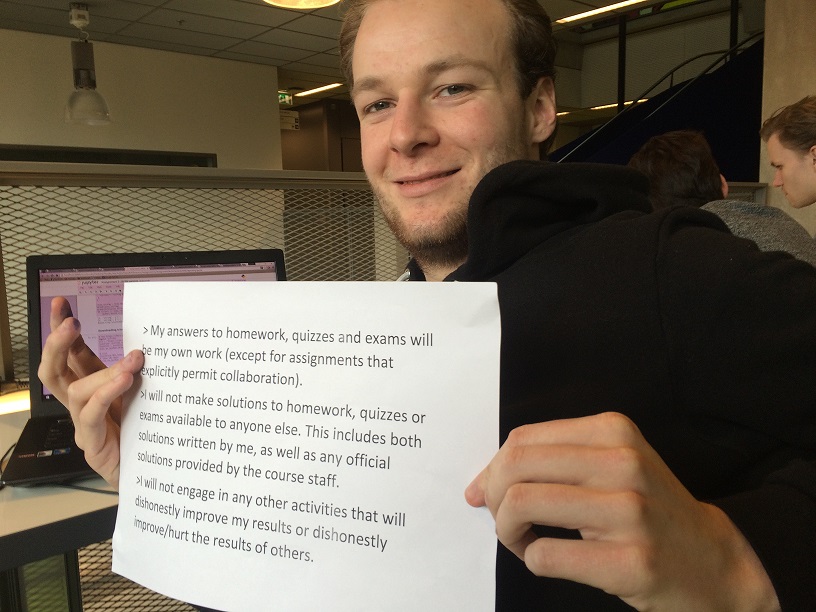 > My answers to homework, quizzes and exams will
be my own work (except for assignments that
explicitly permit collaboration).
>I will not make solutions to homework, quizzes or
exams available to anyone else. This includes both
solutions written by me, as well as any official
solutions provided by the course staff.
>I will not engage in any other activities that will
dishonestly improve my results or dishonestly
improve/hurt the results of others.